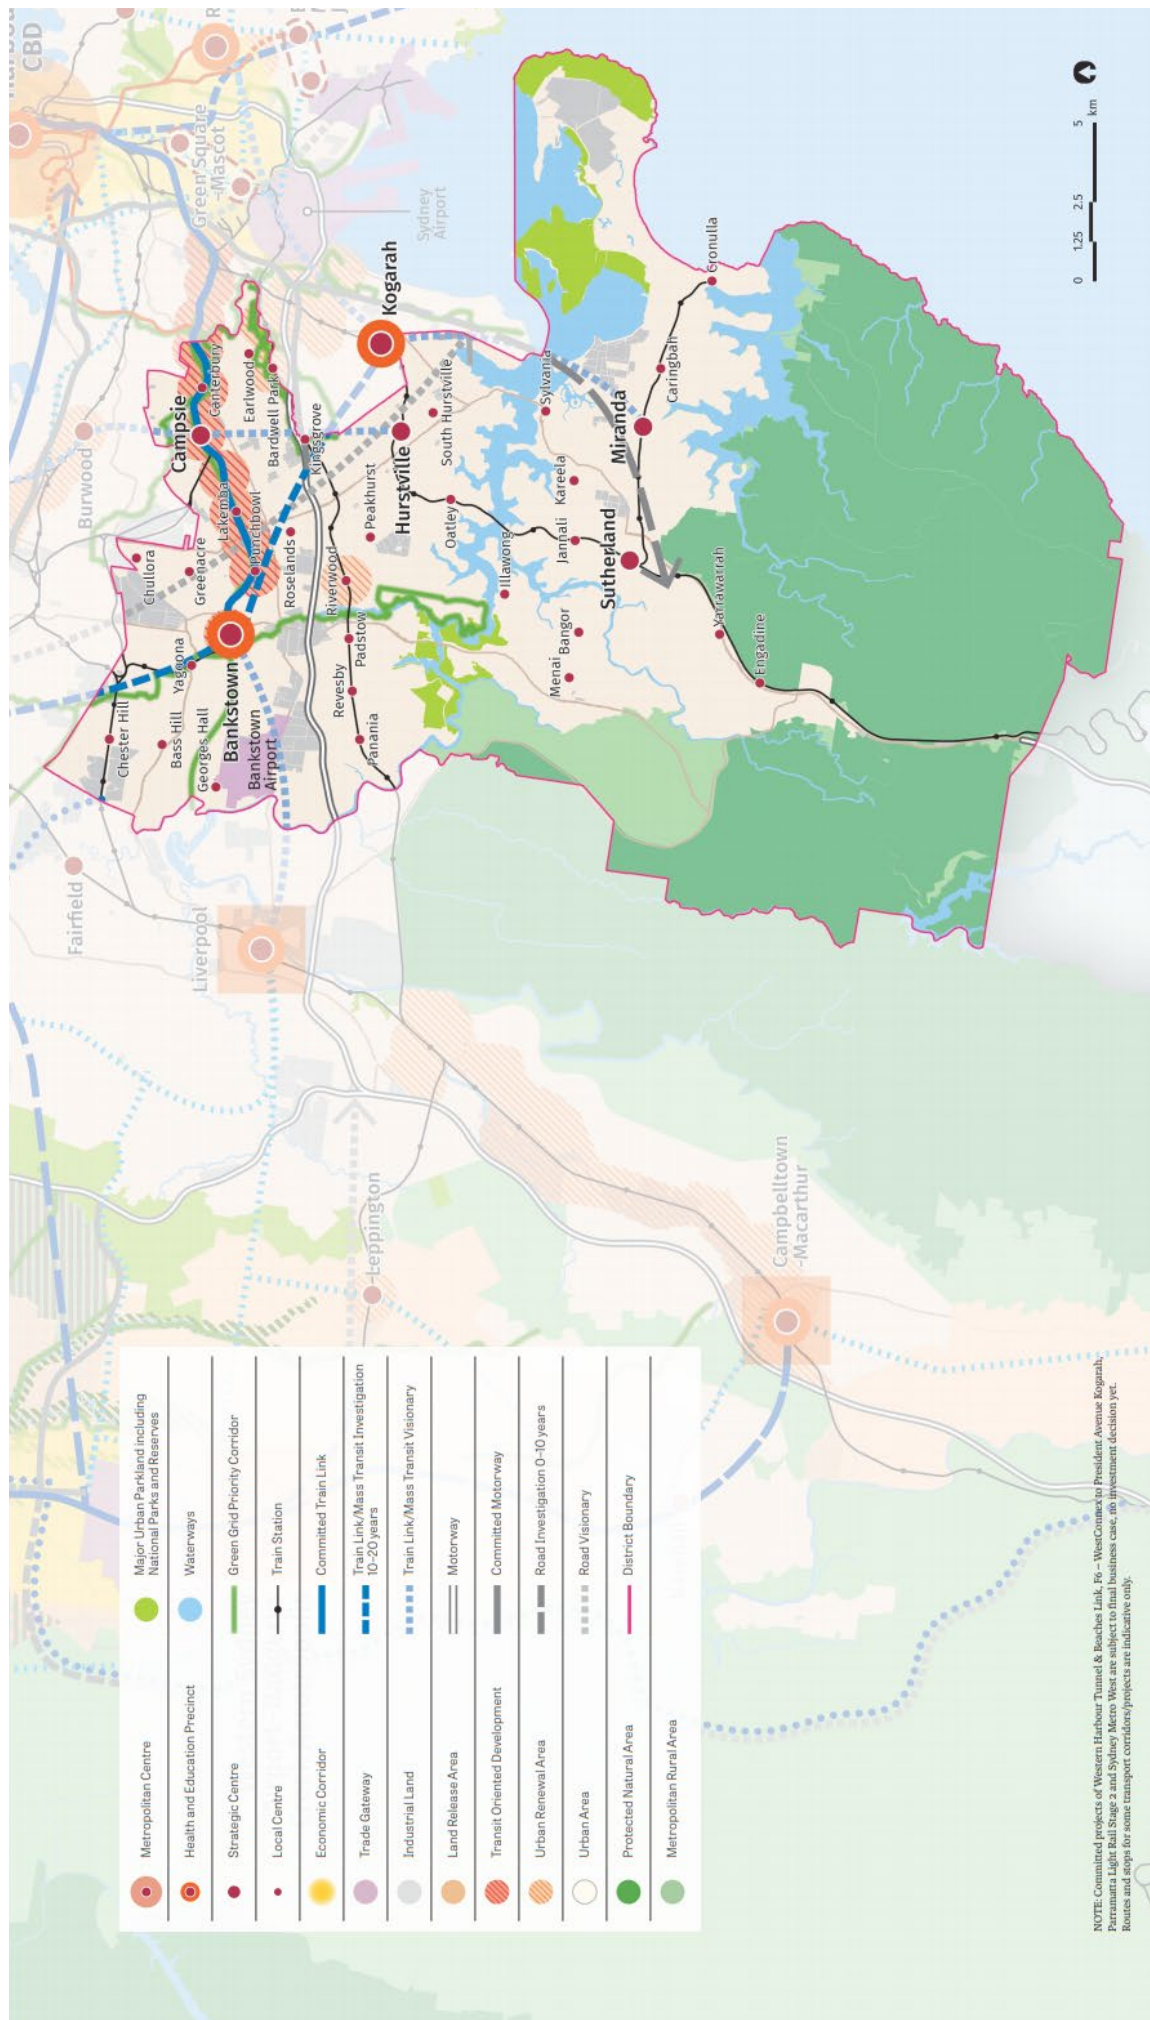 CBD
Green Square
-Mascot
Sydney
Airport
Burwood
Fairfield
Liverpool
Leppington
Campbelltown
-Macarthur
Kogarah
Campsie
Canterbury
Earlwood
Bardwell Park
Kingsgrove
Lakemba
Punchbowl
Roselands
Chullora
Greenacre
Yagoona
Bankstown
Chester Hill
Bass Hill
Georges Hall
Bankstown
Airport
Riverwood
Padstow
Revesby
Panania
Peakhurst
Hurstville
South Hurstville
Oatley
Illawong
Sylvania
Kareela
Jannali
Sutherland
Miranda
Caringbah
Cronulla
Menai
Bangor
Yarrawarrah
Engadine
0
1.25
2.5
5
km
Metropolitan Centre
Health and Education Precinct
Strategic Centre
Local Centre
Economic Corridor
Trade Gateway
Industrial Land
Land Release Area
Transit Oriented Development
Urban Renewal Area
Urban Area
Protected Natural Area
Metropolitan Rural Area
Major Urban Parkland including
National Parks and Reserves
Waterways
Green Grid Priority Corridor
Train Station
Committed Train Link
Train Link/Mass Transit Investigation
10–20 years
Train Link/Mass Transit Visionary
Motorway
Committed Motorway
Road Investigation 0–10 years
Road Visionary
District Boundary
NOTE: Committed projects of Western Harbour Tunnel & Beaches Link, F6 – WestConnex to President Avenue Kogarah,
Parramatta Light Rail Stage 2 and Sydney Metro West are subject to final business case, no investment decision yet.
Routes and stops for some transport corridors/projects are indicative only.